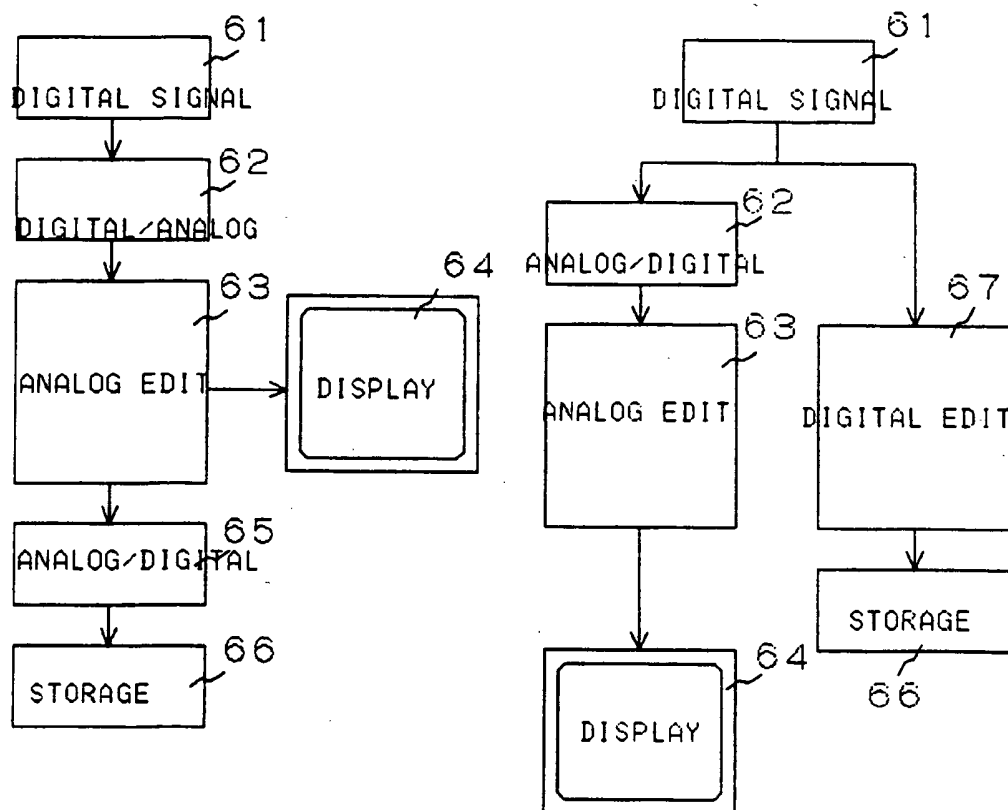 61
DIGITAL SIGNAL
62
DIGITAL/ANALOG
63
ANALOG EDIT
64
DISPLAY
65
ANALOG/DIGITAL
66
STORAGE
61
DIGITAL SIGNAL
62
ANALOG/DIGITAL
63
ANALOG EDIT
67
DIGITAL EDIT
STORAGE
66
64
DISPLAY